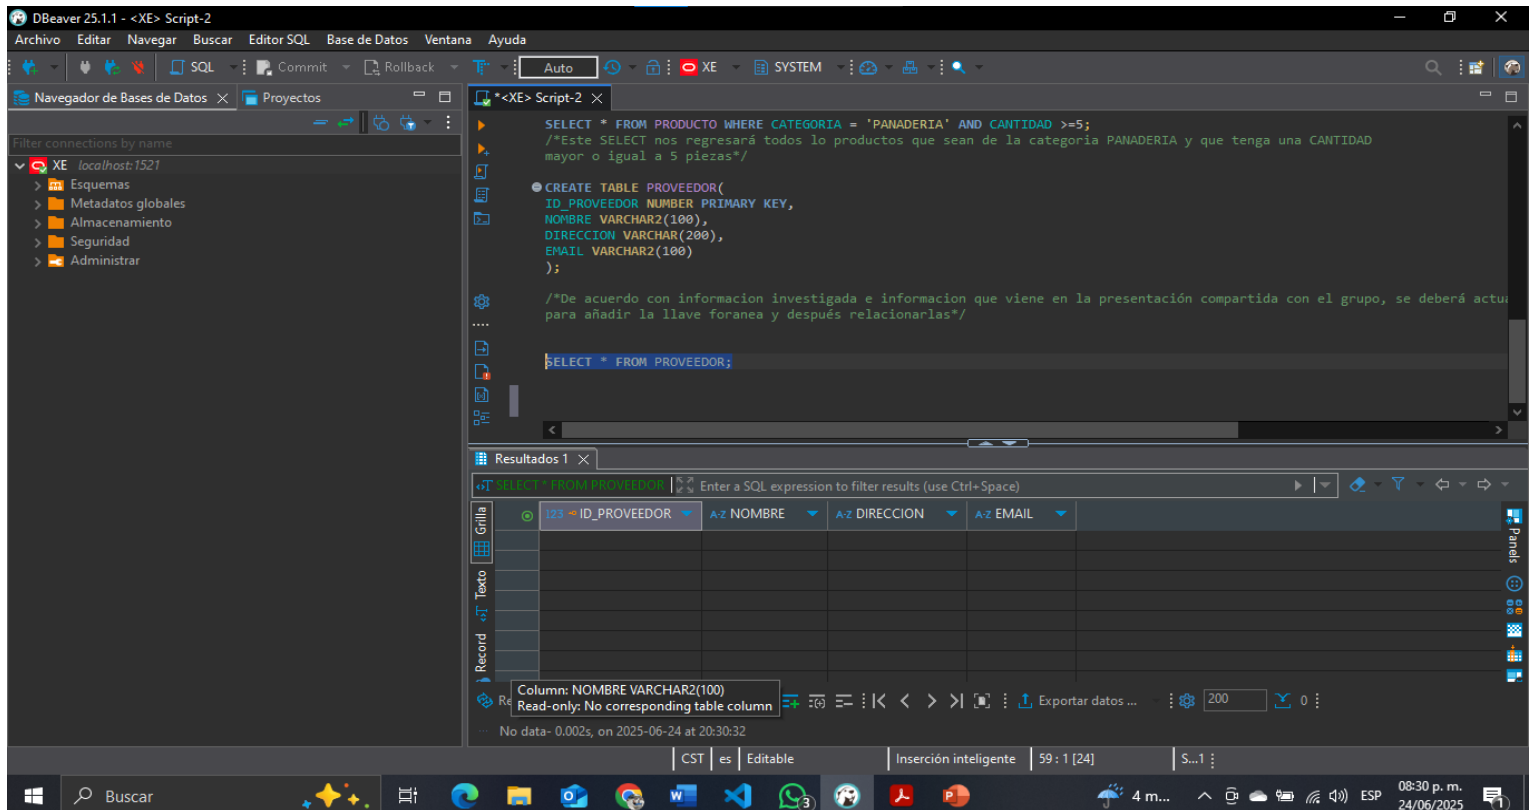 DBeaver 25.1.1 - <XE> Script-2
Archivo Editar Navegar Buscar Editor SQL Base de Datos Ventana Ayuda
SQL Commit Rollback Auto XE SYSTEM
Navegador de Bases de Datos Proyectos
Filter connections by name
XE localhost:1521
Esquemas
Metadatos globales
Almacenamiento
Seguridad
Administrar
*<XE> Script-2
SELECT * FROM PRODUCTO WHERE CATEGORIA = 'PANADERIA' AND CANTIDAD >=5;
/*Este SELECT nos regresará todos lo productos que sean de la categoria PANADERIA y que tenga una CANTIDAD
mayor o igual a 5 piezas*/
CREATE TABLE PROVEEDOR(
ID_PROVEEDOR NUMBER PRIMARY KEY,
NOMBRE VARCHAR2(100),
DIRECCION VARCHAR(200),
EMAIL VARCHAR2(100)
);
/*De acuerdo con informacion investigada e informacion que viene en la presentación compartida con el grupo, se deberá actu
para añadir la llave foranea y después relacionarlas*/
SELECT * FROM PROVEEDOR;
Resultados 1
SELECT * FROM PROVEEDOR Enter a SQL expression to filter results (use Ctrl+Space)
Grilla
Texto
Record
123 ID_PROVEEDOR A-Z NOMBRE A-Z DIRECCION A-Z EMAIL
Panels
Column: NOMBRE VARCHAR2(100)
Read-only: No corresponding table column
Re
Exportar datos ... 200 0
No data- 0.002s, on 2025-06-24 at 20:30:32
CST es Editable Inserción inteligente 59 : 1 [24] S...1
Buscar
3
4 m... ESP
08:30 p. m.
24/06/2025
1